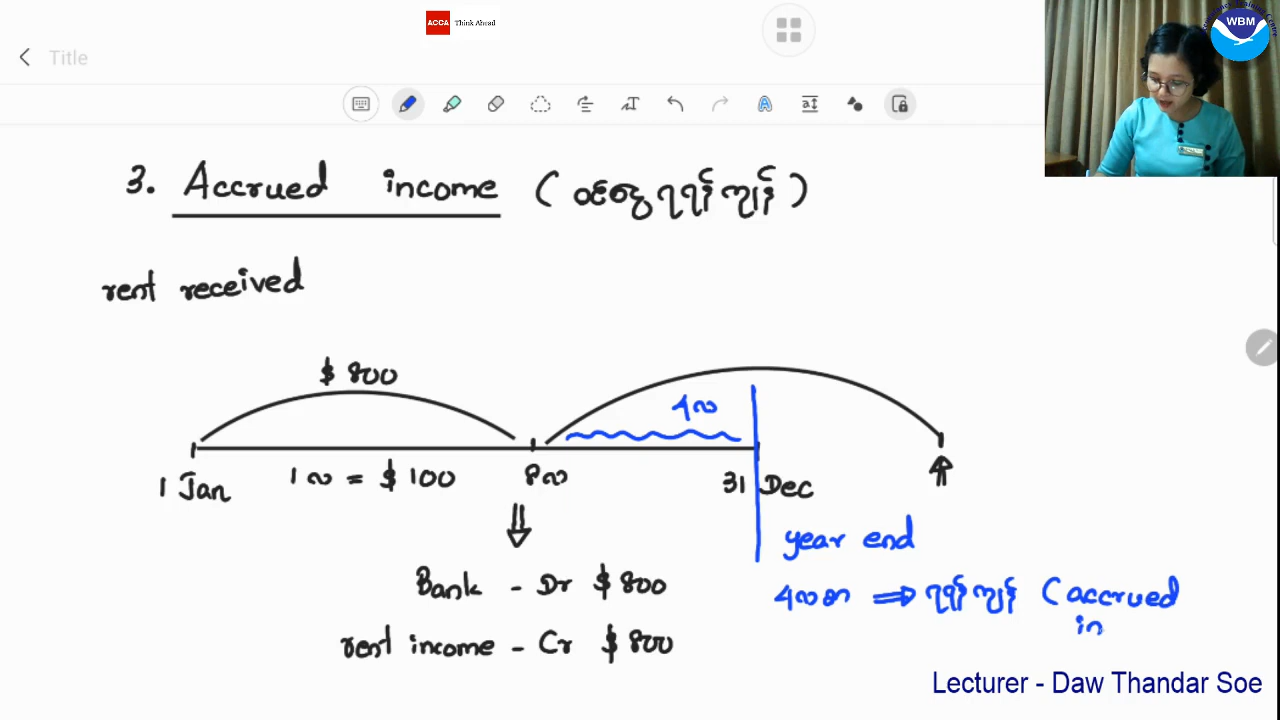 ACCA Think Ahead
WBM
Title
3. Accrued income (ဝင်ငွေရရန်ကျန်)
rent received
$ 800
4လ
1 Jan
1လ = $ 100
8လ
31 Dec
year end
Bank - Dr $ 800
4လစာ ⇒ ရရန်ကျန် (accrued
in
rent income - Cr $ 800
Lecturer - Daw Thandar Soe